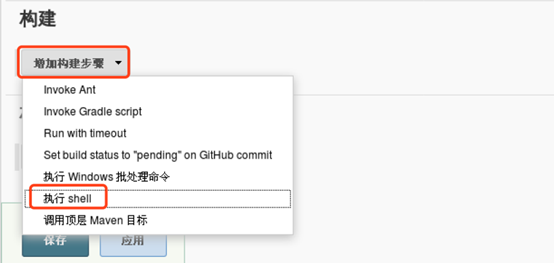 构建
增加构建步骤
Invoke Ant
Invoke Gradle script
Run with timeout
Set build status to "pending" on GitHub commit
执行 Windows 批处理命令
执行 shell
调用顶层 Maven 目标
保存
应用